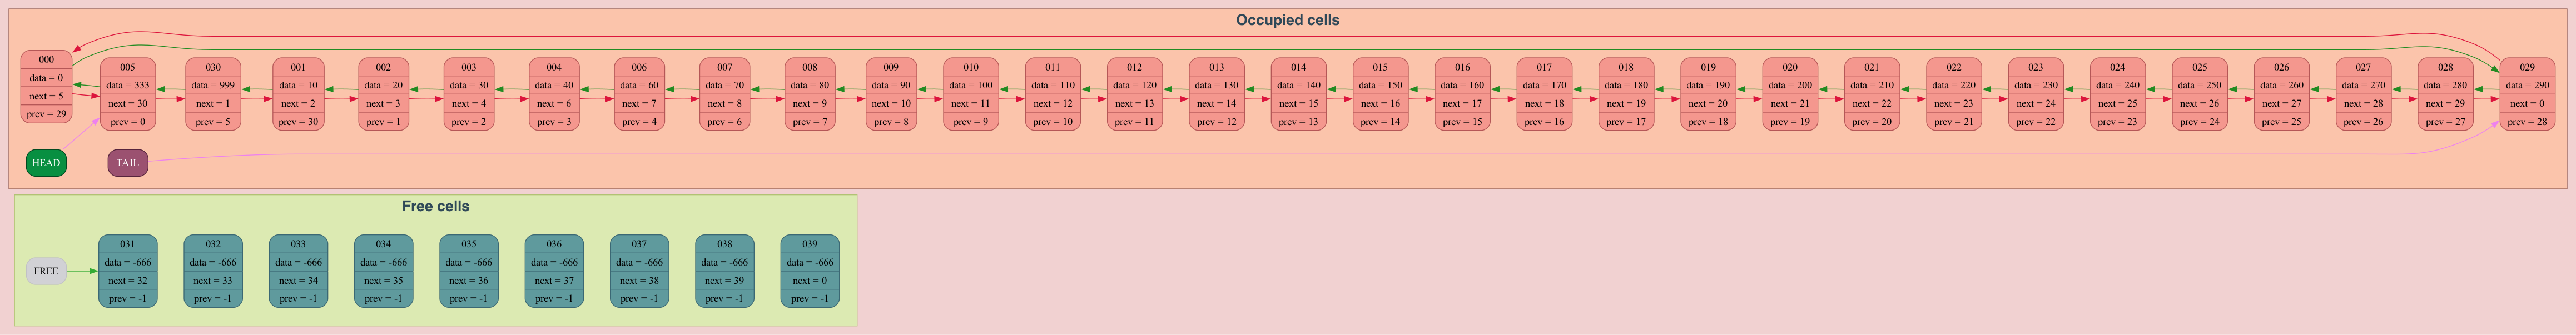 Occupied cells
000
data = 0
next = 5
prev = 29
005
data = 333
next = 30
prev = 0
030
data = 999
next = 1
prev = 5
001
data = 10
next = 2
prev = 30
002
data = 20
next = 3
prev = 1
003
data = 30
next = 4
prev = 2
004
data = 40
next = 6
prev = 3
006
data = 60
next = 7
prev = 4
007
data = 70
next = 8
prev = 6
008
data = 80
next = 9
prev = 7
009
data = 90
next = 10
prev = 8
010
data = 100
next = 11
prev = 9
011
data = 110
next = 12
prev = 10
012
data = 120
next = 13
prev = 11
013
data = 130
next = 14
prev = 12
014
data = 140
next = 15
prev = 13
015
data = 150
next = 16
prev = 14
016
data = 160
next = 17
prev = 15
017
data = 170
next = 18
prev = 16
018
data = 180
next = 19
prev = 17
019
data = 190
next = 20
prev = 18
020
data = 200
next = 21
prev = 19
021
data = 210
next = 22
prev = 20
022
data = 220
next = 23
prev = 21
023
data = 230
next = 24
prev = 22
024
data = 240
next = 25
prev = 23
025
data = 250
next = 26
prev = 24
026
data = 260
next = 27
prev = 25
027
data = 270
next = 28
prev = 26
028
data = 280
next = 29
prev = 27
029
data = 290
next = 0
prev = 28
HEAD
TAIL
Free cells
FREE
031
data = -666
next = 32
prev = -1
032
data = -666
next = 33
prev = -1
033
data = -666
next = 34
prev = -1
034
data = -666
next = 35
prev = -1
035
data = -666
next = 36
prev = -1
036
data = -666
next = 37
prev = -1
037
data = -666
next = 38
prev = -1
038
data = -666
next = 39
prev = -1
039
data = -666
next = 0
prev = -1